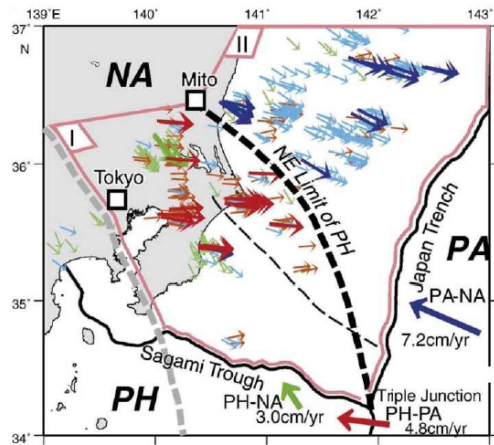 139°E 140° 141° 142° 143°
37°
N
II
NA
Mito
36°
I
Tokyo
NE Limit of PH
Japan Trench
PA
35°
PA-NA
7.2cm/yr
Sagami Trough
PH
PH-NA
3.0cm/yr
Triple Junction
PH-PA
4.8cm/yr
34°